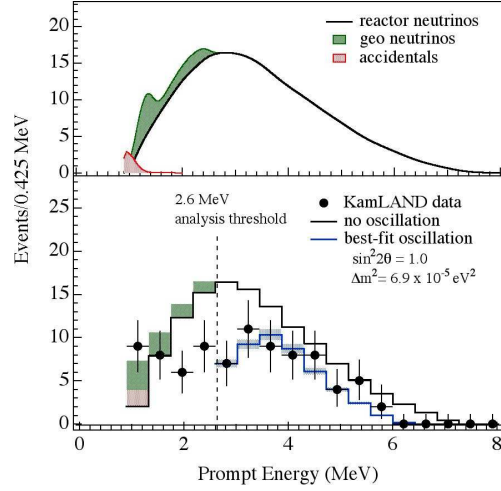 reactor neutrinos
geo neutrinos
accidentals
20
15
10
5
0
Events/0.425 MeV
2.6 MeV
analysis threshold
KamLAND data
no oscillation
best-fit oscillation
sin²2θ = 1.0
Δm² = 6.9 x 10⁻⁵ eV²
25
20
15
10
5
0
0 2 4 6 8
Prompt Energy (MeV)